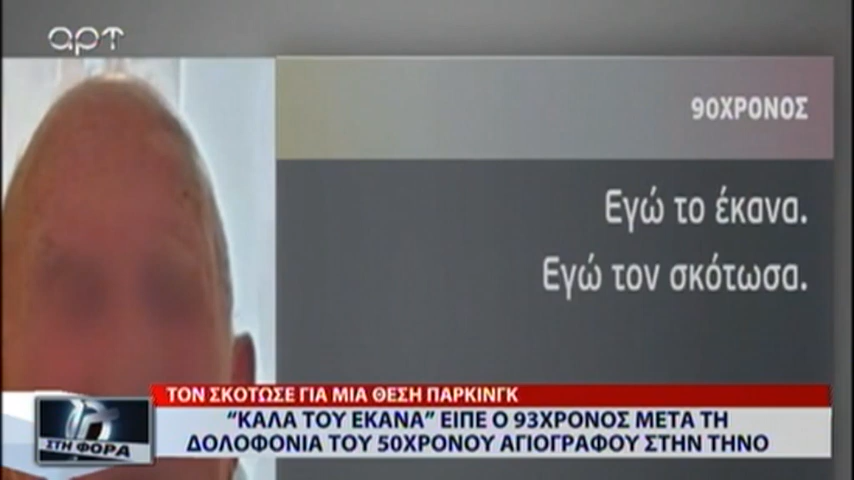 αρτ
90ΧΡΟΝΟΣ
Εγώ το έκανα.
Εγώ τον σκότωσα.
ΤΟΝ ΣΚΟΤΩΣΕ ΓΙΑ ΜΙΑ ΘΕΣΗ ΠΑΡΚΙΝΓΚ
“ΚΑΛΑ ΤΟΥ ΕΚΑΝΑ” ΕΙΠΕ Ο 93ΧΡΟΝΟΣ ΜΕΤΑ ΤΗ
ΔΟΛΟΦΟΝΙΑ ΤΟΥ 50ΧΡΟΝΟΥ ΑΓΙΟΓΡΑΦΟΥ ΣΤΗΝ ΤΗΝΟ
ΣΤΗ ΦΟΡΑ